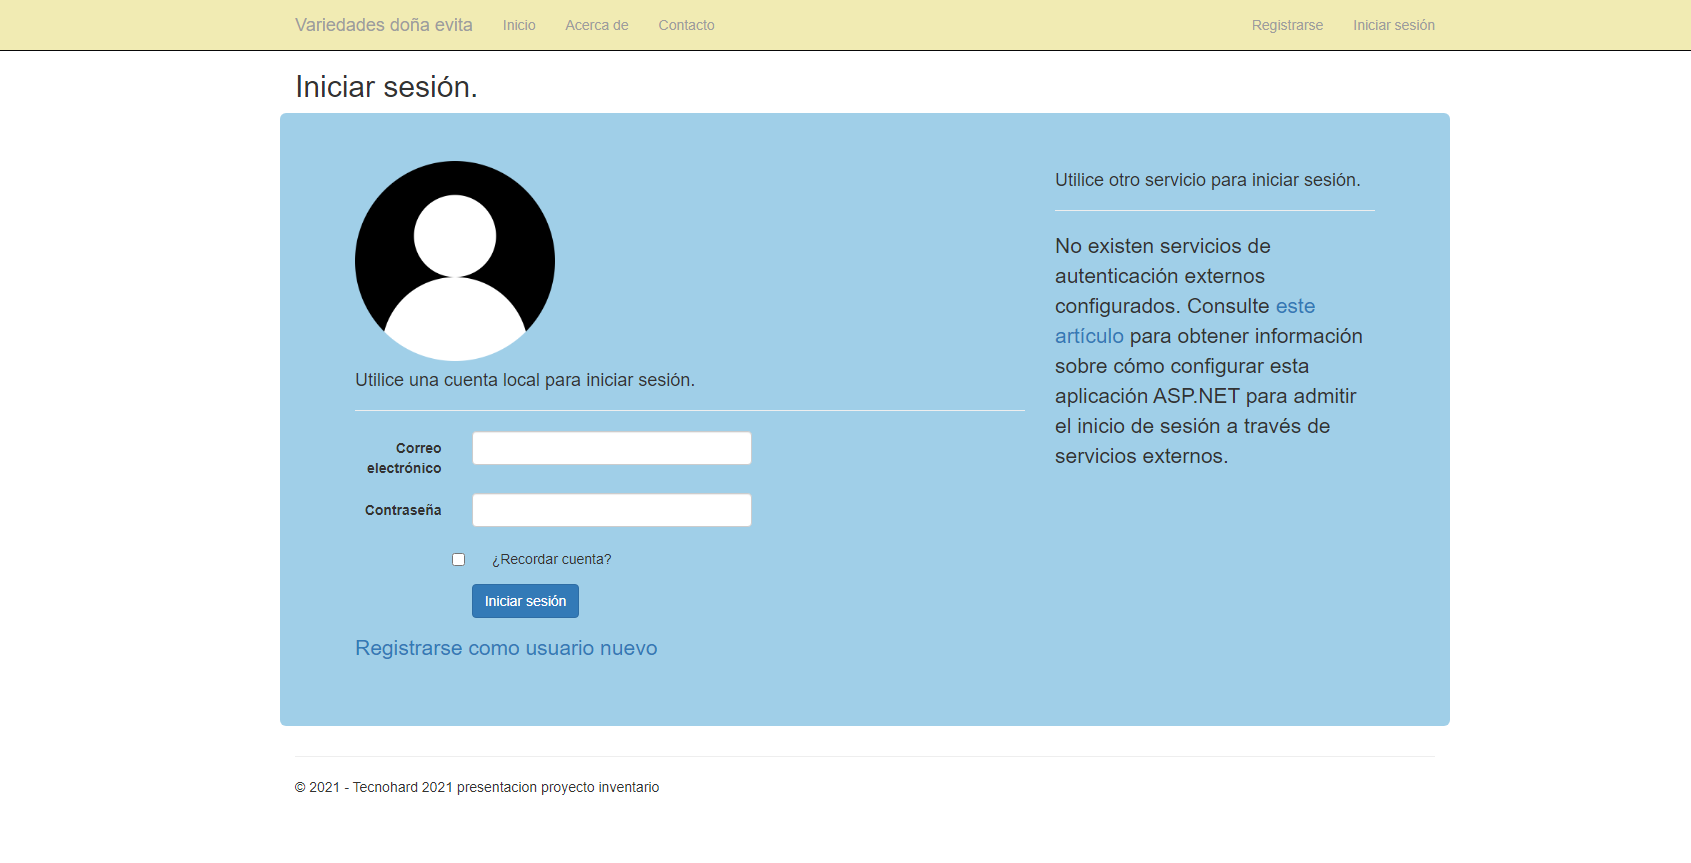 Variedades doña evita Inicio Acerca de Contacto Registrarse Iniciar sesión
Iniciar sesión.
Utilice una cuenta local para iniciar sesión.
Correo
electrónico
Contraseña
¿Recordar cuenta?
Iniciar sesión
Registrarse como usuario nuevo
Utilice otro servicio para iniciar sesión.
No existen servicios de
autenticación externos
configurados. Consulte este
artículo para obtener información
sobre cómo configurar esta
aplicación ASP.NET para admitir
el inicio de sesión a través de
servicios externos.
© 2021 - Tecnohard 2021 presentacion proyecto inventario